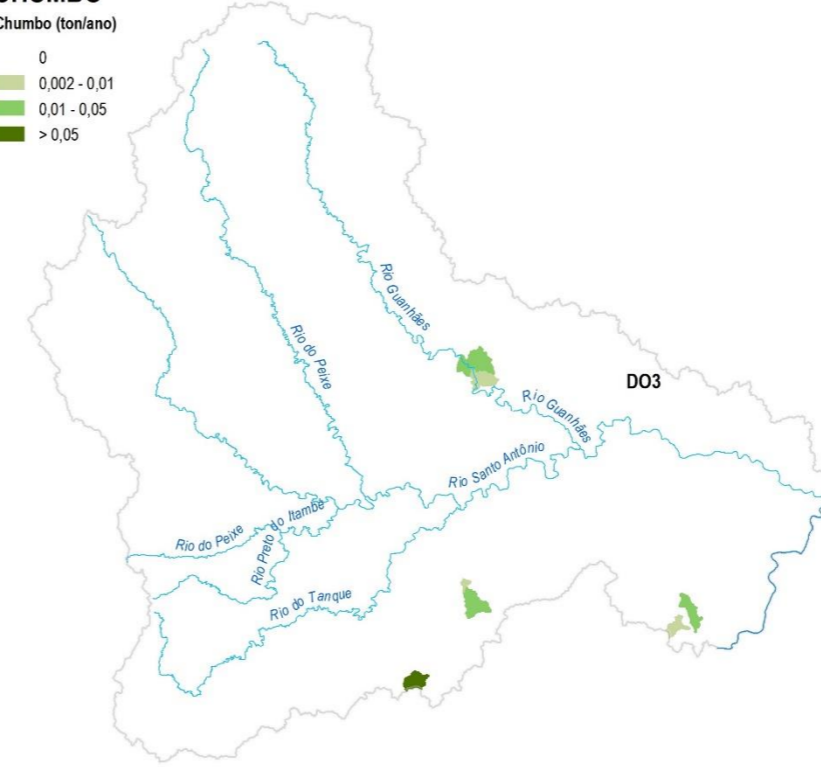 CHUMBO
Chumbo (ton/ano)
0
0,002 - 0,01
0,01 - 0,05
> 0,05
Rio Guanhães
Rio do Peixe
DO3
Rio Guanhães
Rio Santo Antônio
Rio do Peixe
Rio Preto do Itambé
Rio do Tanque